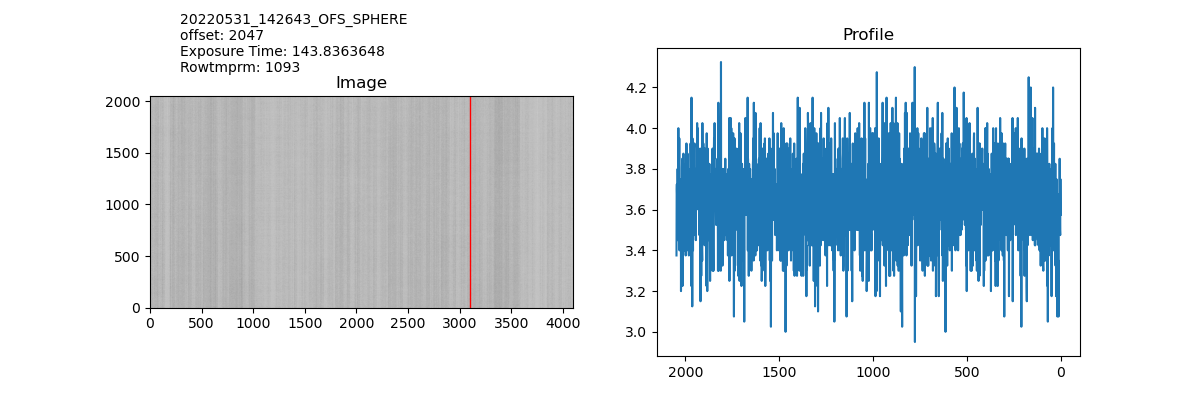 20220531_142643_OFS_SPHERE
offset: 2047
Exposure Time: 143.8363648
Rowtmprm: 1093
Image
2000
1500
1000
500
0
0 500 1000 1500 2000 2500 3000 3500 4000
Profile
4.2
4.0
3.8
3.6
3.4
3.2
3.0
2000 1500 1000 500 0